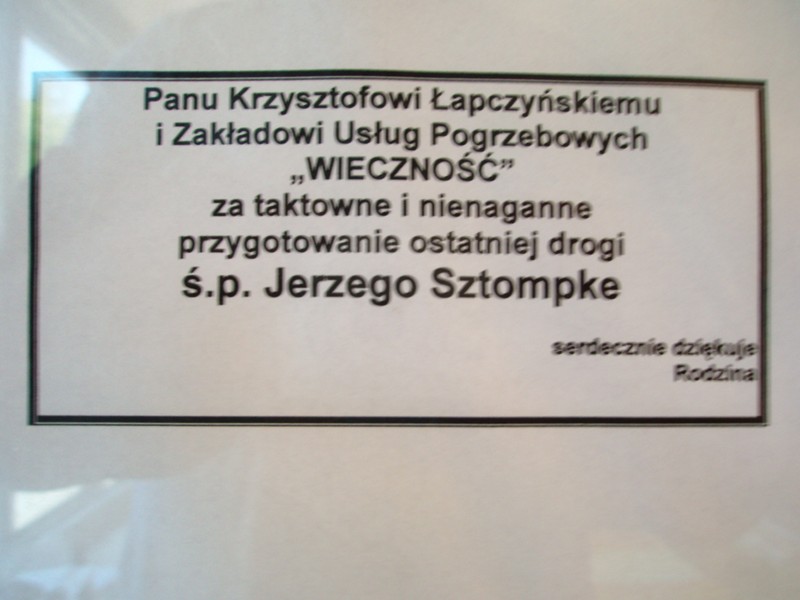 Panu Krzysztofowi Łapczyńskiemu
i Zakładowi Usług Pogrzebowych
„WIECZNOŚĆ”
za taktowne i nienaganne
przygotowanie ostatniej drogi
ś.p. Jerzego Sztompke
serdecznie dziękuje
Rodzina